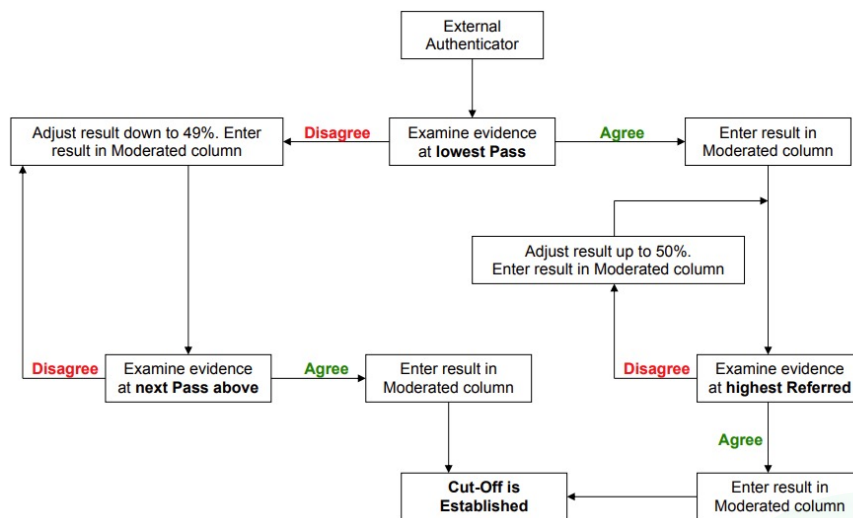 External
Authenticator
Adjust result down to 49%. Enter
result in Moderated column
Disagree
Examine evidence
at lowest Pass
Agree
Enter result in
Moderated column
Adjust result up to 50%.
Enter result in Moderated column
Disagree
Examine evidence
at next Pass above
Agree
Enter result in
Moderated column
Disagree
Examine evidence
at highest Referred
Agree
Cut-Off is
Established
Enter result in
Moderated column